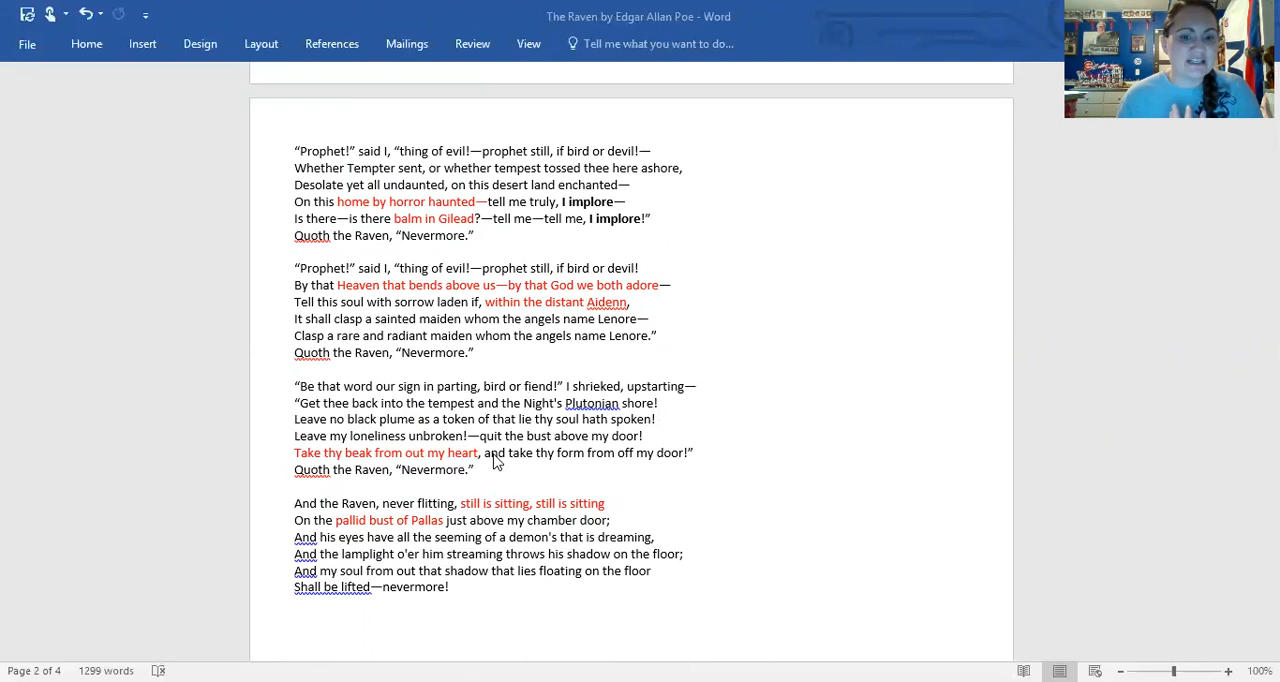 The Raven by Edgar Allan Poe - Word
File Home Insert Design Layout References Mailings Review View Tell me what you want to do...
“Prophet!” said I, “thing of evil!—prophet still, if bird or devil!—
Whether Tempter sent, or whether tempest tossed thee here ashore,
Desolate yet all undaunted, on this desert land enchanted—
On this home by horror haunted—tell me truly, I implore—
Is there—is there balm in Gilead?—tell me—tell me, I implore!”
Quoth the Raven, “Nevermore.”
“Prophet!” said I, “thing of evil!—prophet still, if bird or devil!
By that Heaven that bends above us—by that God we both adore—
Tell this soul with sorrow laden if, within the distant Aidenn,
It shall clasp a sainted maiden whom the angels name Lenore—
Clasp a rare and radiant maiden whom the angels name Lenore.”
Quoth the Raven, “Nevermore.”
“Be that word our sign in parting, bird or fiend!” I shrieked, upstarting—
“Get thee back into the tempest and the Night's Plutonian shore!
Leave no black plume as a token of that lie thy soul hath spoken!
Leave my loneliness unbroken!—quit the bust above my door!
Take thy beak from out my heart, and take thy form from off my door!”
Quoth the Raven, “Nevermore.”
And the Raven, never flitting, still is sitting, still is sitting
On the pallid bust of Pallas just above my chamber door;
And his eyes have all the seeming of a demon's that is dreaming,
And the lamplight o'er him streaming throws his shadow on the floor;
And my soul from out that shadow that lies floating on the floor
Shall be lifted—nevermore!
Page 2 of 4 1299 words 100%